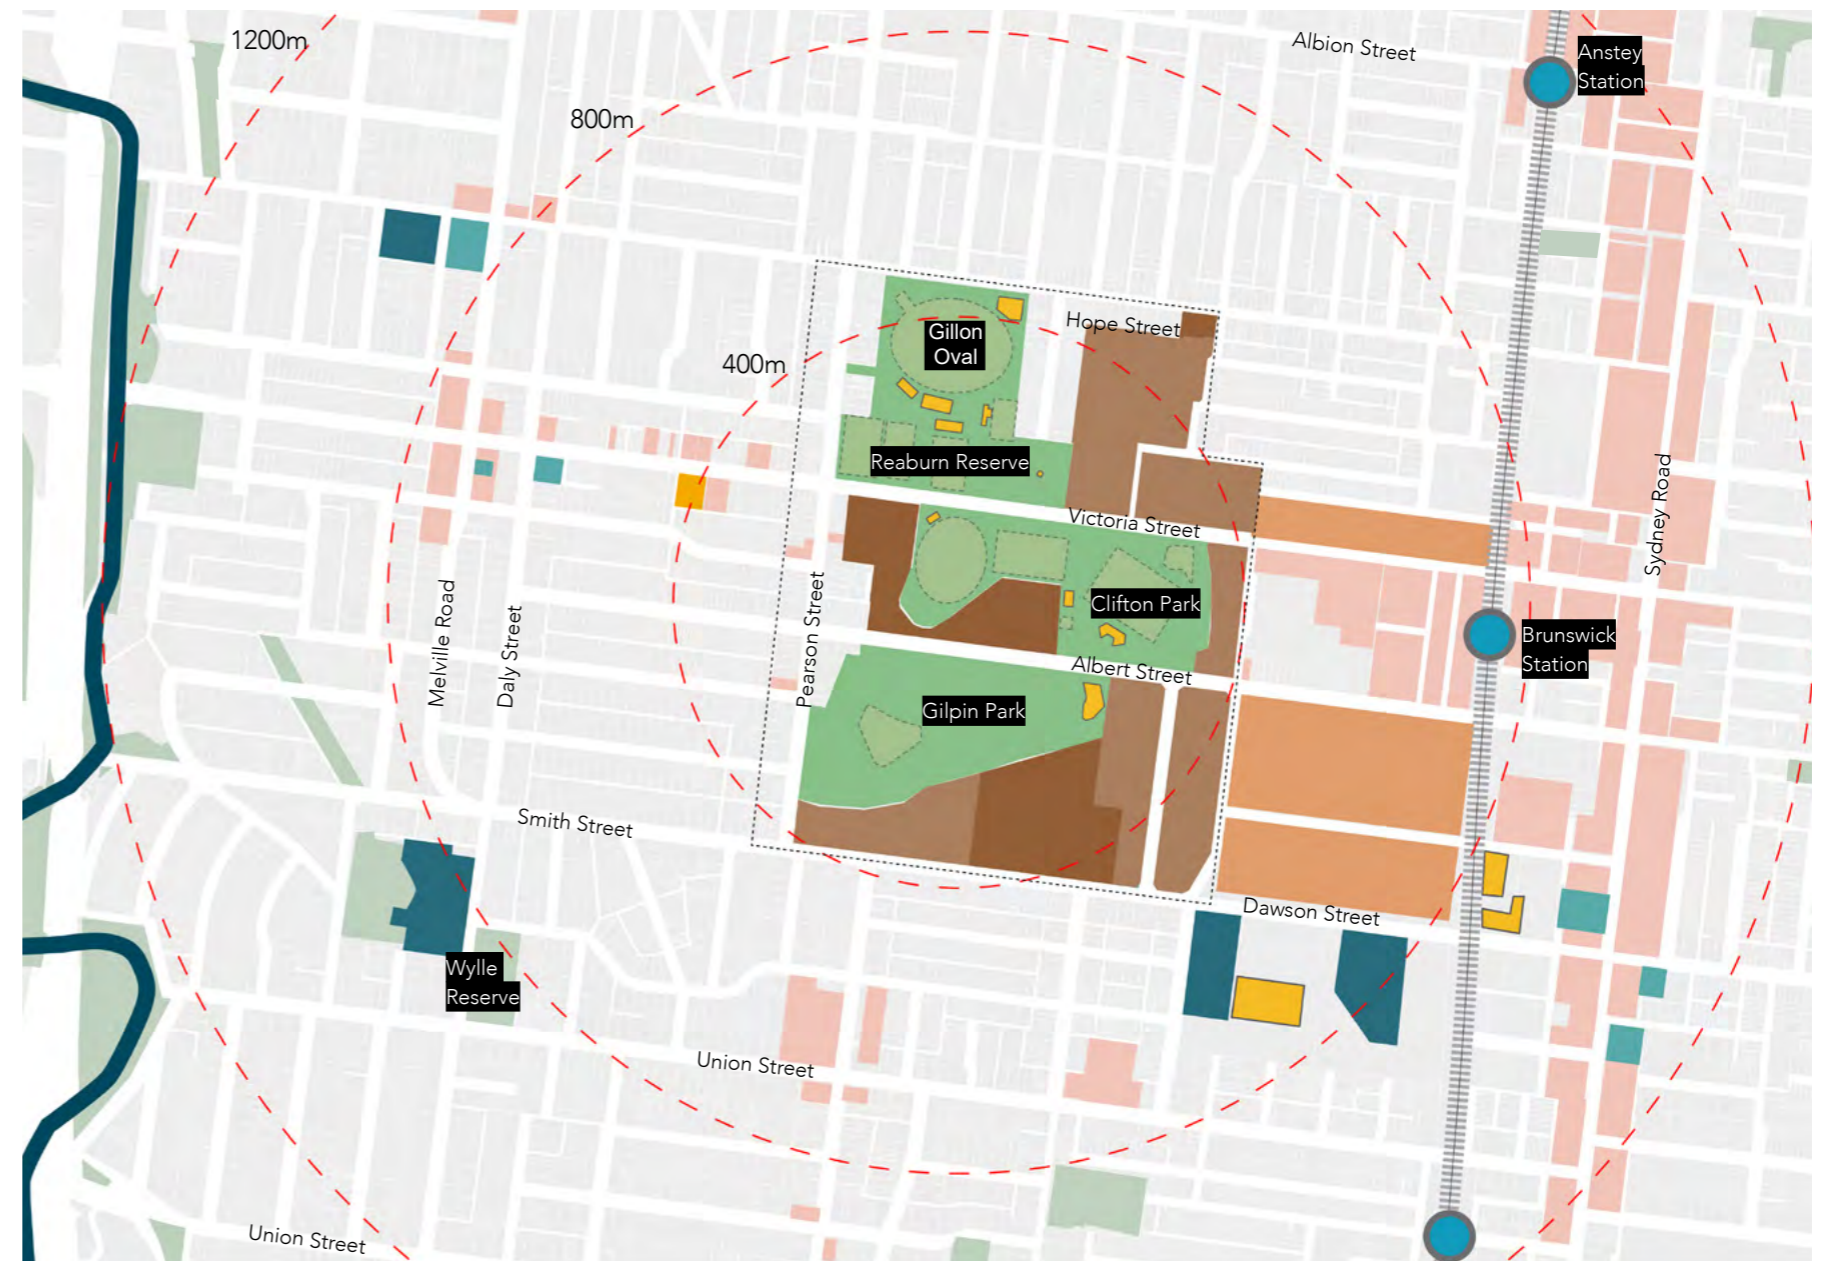 1200m
Albion Street
Anstey
Station
800m
Hope Street
Gillon
Oval
400m
Reaburn Reserve
Victoria Street
Sydney Road
Clifton Park
Brunswick
Station
Melville Road
Daly Street
Pearson Street
Albert Street
Gilpin Park
Smith Street
Dawson Street
Wylle
Reserve
Union Street
Union Street